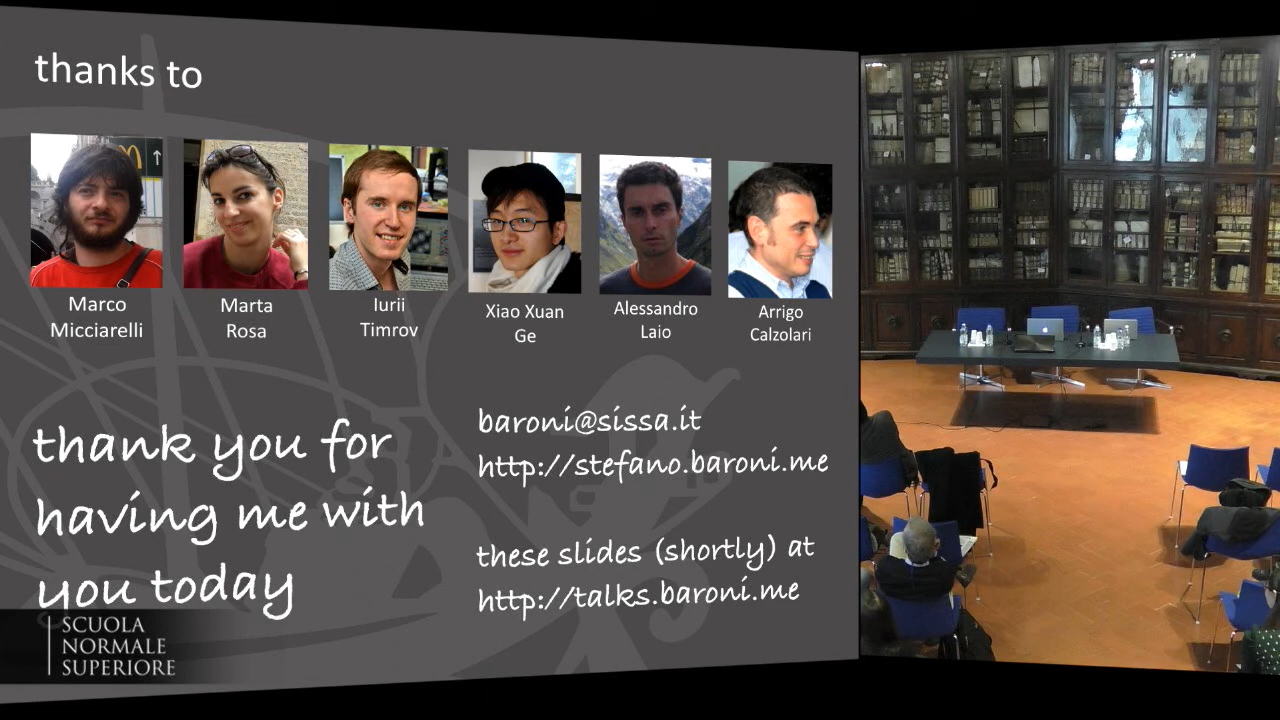 thanks to
Marco
Micciarelli
Marta
Rosa
Iurii
Timrov
Xiao Xuan
Ge
Alessandro
Laio
Arrigo
Calzolari
thank you for
having me with
you today
baroni@sissa.it
http://stefano.baroni.me
these slides (shortly) at
http://talks.baroni.me
SCUOLA
NORMALE
SUPERIORE